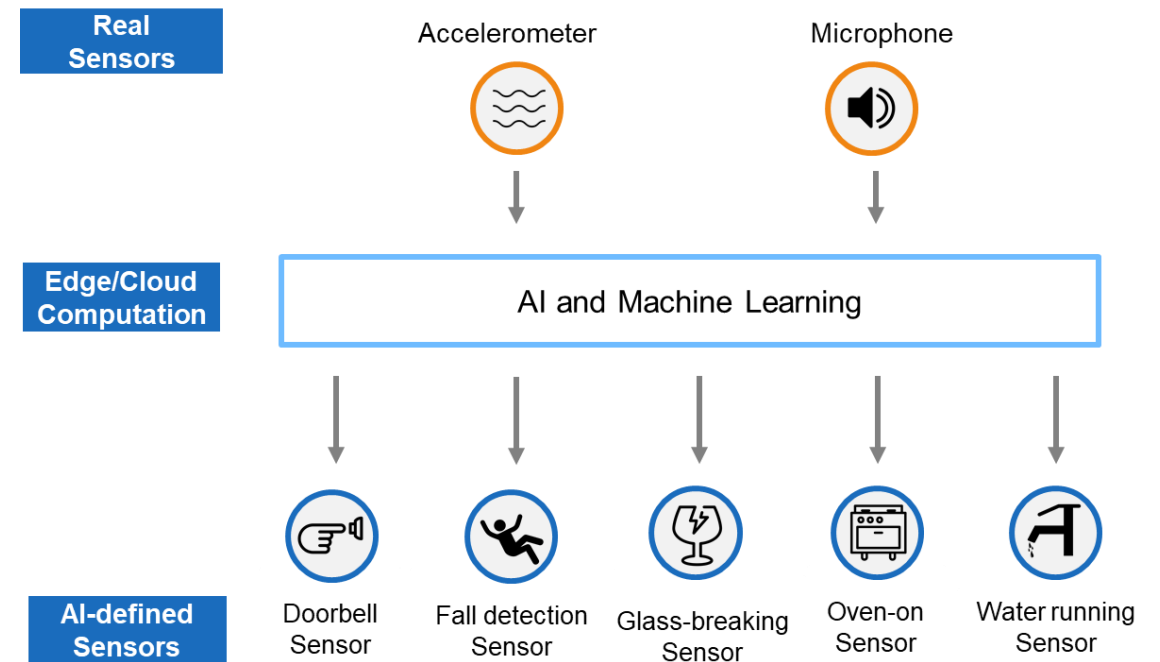 Real
Sensors
Accelerometer
Microphone
Edge/Cloud
Computation
AI and Machine Learning
AI-defined
Sensors
Doorbell
Sensor
Fall detection
Sensor
Glass-breaking
Sensor
Oven-on
Sensor
Water running
Sensor